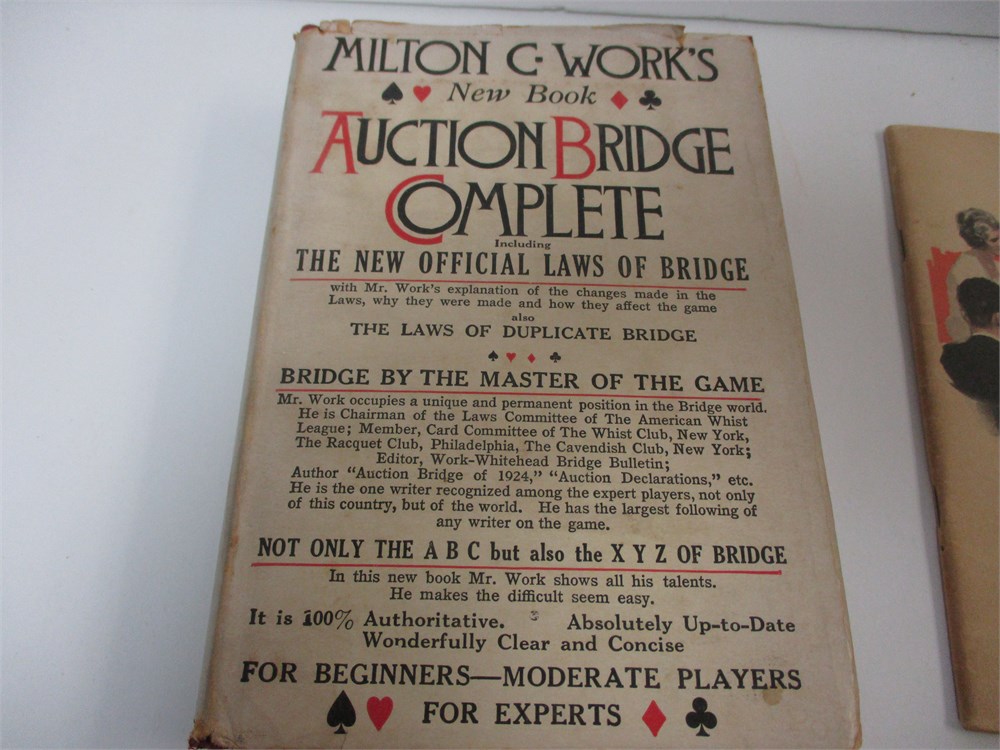 MILTON C. WORK'S
New Book
AUCTION BRIDGE
COMPLETE
Including
THE NEW OFFICIAL LAWS OF BRIDGE
with Mr. Work's explanation of the changes made in the
Laws, why they were made and how they affect the game
also
THE LAWS OF DUPLICATE BRIDGE
BRIDGE BY THE MASTER OF THE GAME
Mr. Work occupies a unique and permanent position in the Bridge world.
He is Chairman of the Laws Committee of The American Whist
League; Member, Card Committee of The Whist Club, New York,
The Racquet Club, Philadelphia, The Cavendish Club, New York;
Editor, Work-Whitehead Bridge Bulletin;
Author "Auction Bridge of 1924," "Auction Declarations," etc.
He is the one writer recognized among the expert players, not only
of this country, but of the world. He has the largest following of
any writer on the game.
NOT ONLY THE A B C but also the X Y Z OF BRIDGE
In this new book Mr. Work shows all his talents.
He makes the difficult seem easy.
It is 100% Authoritative. Absolutely Up-to-Date
Wonderfully Clear and Concise
FOR BEGINNERS—MODERATE PLAYERS
FOR EXPERTS